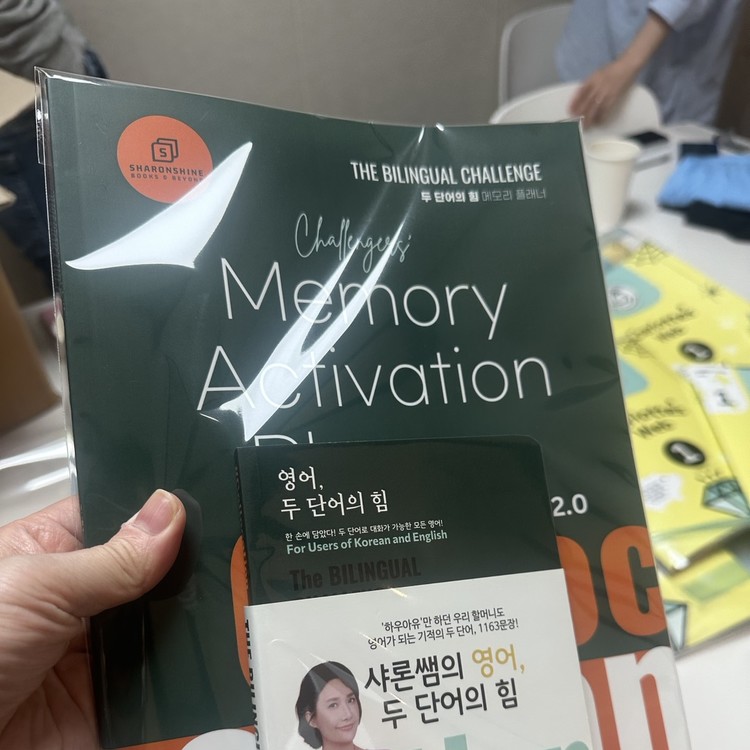 SHARONSHINE
BOOKS & BEYOND
THE BILINGUAL CHALLENGE
두 단어의 힘 메모리 플래너
Challengers'
Memory
Activation
2.0
영어,
두 단어의 힘
한 손에 담았다! 두 단어로 대화가 가능한 모든 영어!
For Users of Korean and English
The BILINGUAL
'하우아유'만 하던 우리 할머니도
영어가 되는 기적의 두 단어, 1163문장!
샤론쌤의 영어,
두 단어의 힘